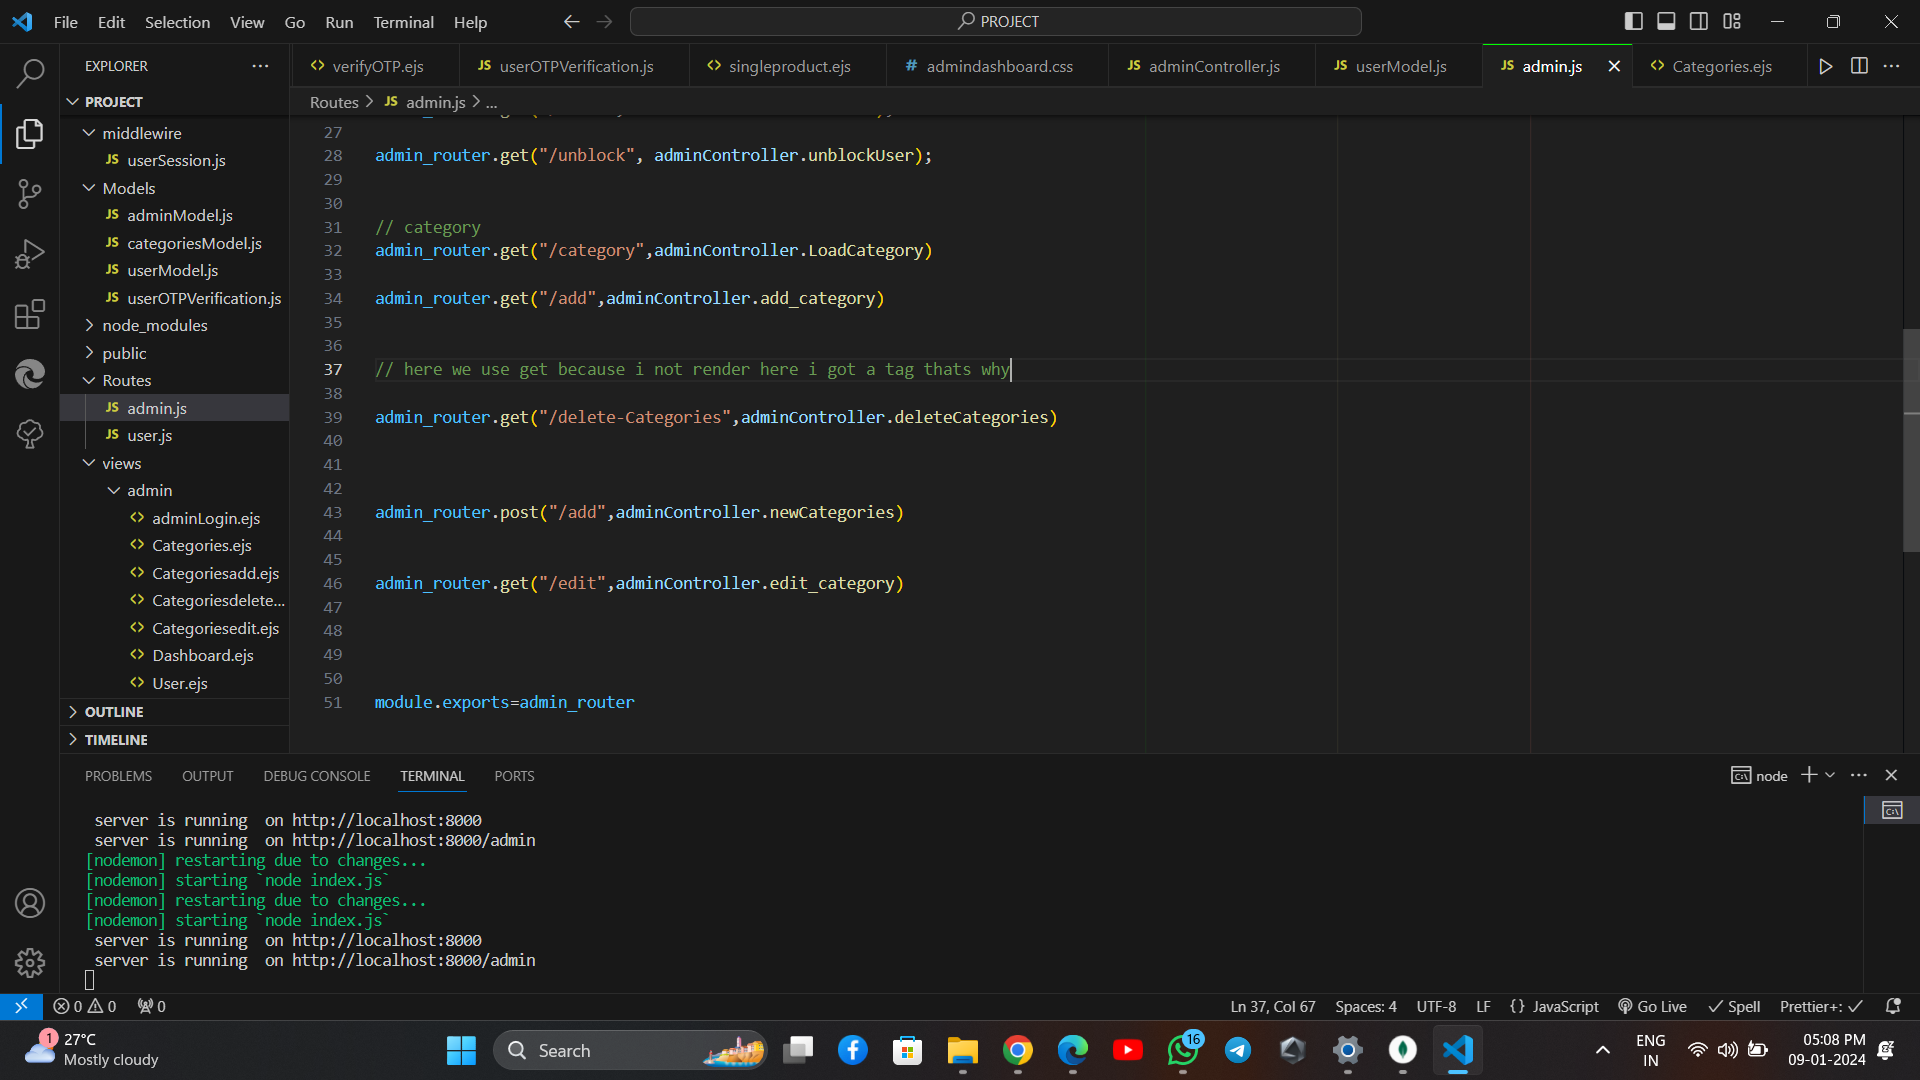 File Edit Selection View Go Run Terminal Help
PROJECT
EXPLORER
verifyOTP.ejs
userOTPVerification.js
singleproduct.ejs
admindashboard.css
adminController.js
userModel.js
admin.js
Categories.ejs
PROJECT
Routes > admin.js > ...
middlewire
userSession.js
Models
adminModel.js
categoriesModel.js
userModel.js
userOTPVerification.js
node_modules
public
Routes
admin.js
user.js
views
admin
adminLogin.ejs
Categories.ejs
Categoriesadd.ejs
Categoriesdelete...
Categoriesedit.ejs
Dashboard.ejs
User.ejs
OUTLINE
TIMELINE
27
28 admin_router.get("/unblock", adminController.unblockUser);
29
30
31 // category
32 admin_router.get("/category",adminController.LoadCategory)
33
34 admin_router.get("/add",adminController.add_category)
35
36
37 // here we use get because i not render here i got a tag thats why
38
39 admin_router.get("/delete-Categories",adminController.deleteCategories)
40
41
42
43 admin_router.post("/add",adminController.newCategories)
44
45
46 admin_router.get("/edit",adminController.edit_category)
47
48
49
50
51 module.exports=admin_router
PROBLEMS OUTPUT DEBUG CONSOLE TERMINAL PORTS
node
server is running  on http://localhost:8000
server is running  on http://localhost:8000/admin
[nodemon] restarting due to changes...
[nodemon] starting `node index.js`
[nodemon] restarting due to changes...
[nodemon] starting `node index.js`
server is running  on http://localhost:8000
server is running  on http://localhost:8000/admin
0 0 0
Ln 37, Col 67 Spaces: 4 UTF-8 LF {} JavaScript Go Live Spell Prettier+:
1
27°C
Mostly cloudy
Search
16
ENG
IN
05:08 PM
09-01-2024